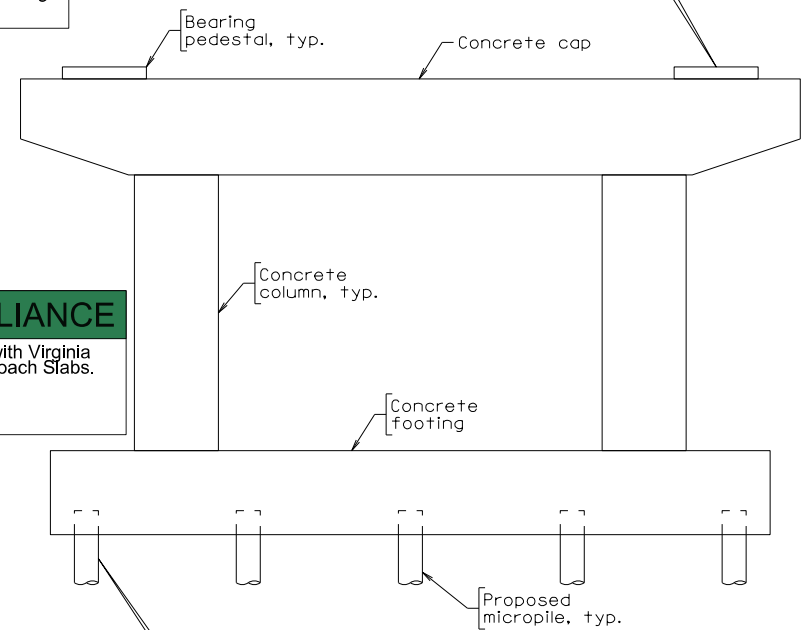 Bearing
pedestal, typ.
Concrete cap
Concrete
column, typ.
LIANCE
with Virginia
oach Slabs.
Concrete
footing
Proposed
micropile, typ.